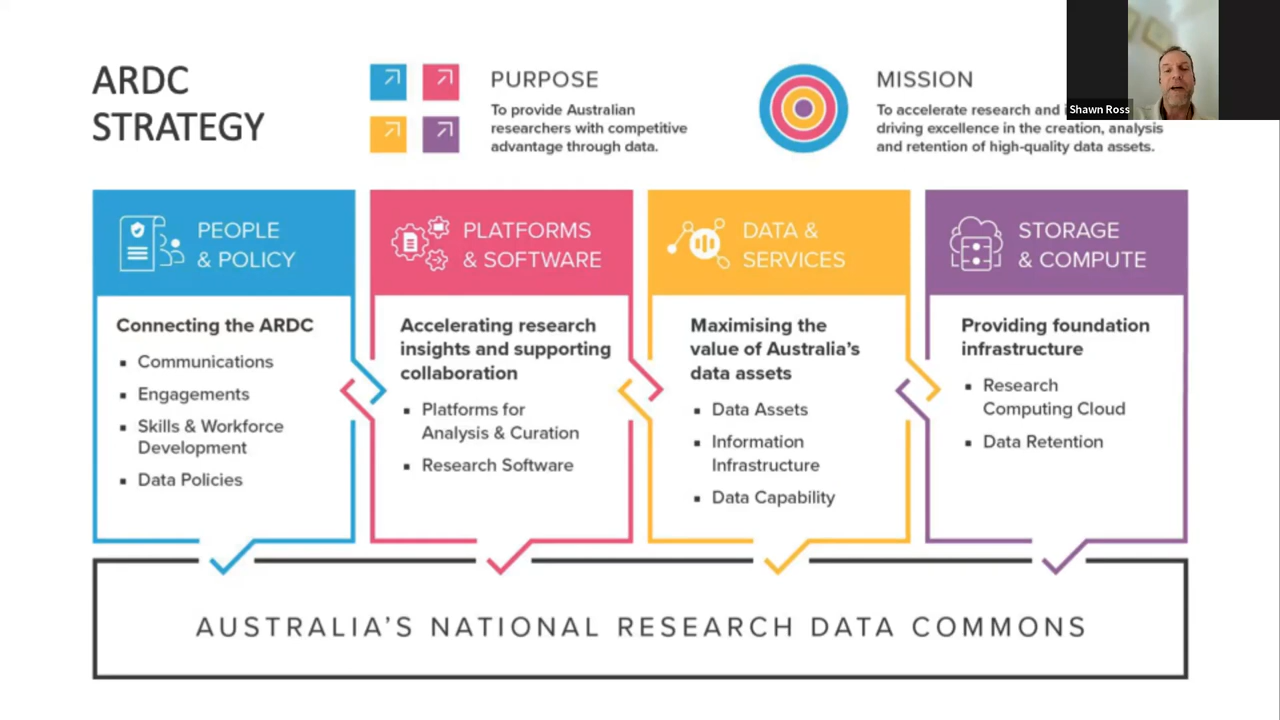 ARDC
STRATEGY
PURPOSE
To provide Australian
researchers with competitive
advantage through data.
MISSION
To accelerate research and
driving excellence in the creation, analysis
and retention of high-quality data assets.
Shawn Ross
PEOPLE
& POLICY
Connecting the ARDC
▪ Communications
▪ Engagements
▪ Skills & Workforce
Development
▪ Data Policies
PLATFORMS
& SOFTWARE
Accelerating research
insights and supporting
collaboration
▪ Platforms for
Analysis & Curation
▪ Research Software
DATA &
SERVICES
Maximising the
value of Australia's
data assets
▪ Data Assets
▪ Information
Infrastructure
▪ Data Capability
STORAGE
& COMPUTE
Providing foundation
infrastructure
▪ Research
Computing Cloud
▪ Data Retention
AUSTRALIA'S NATIONAL RESEARCH DATA COMMONS